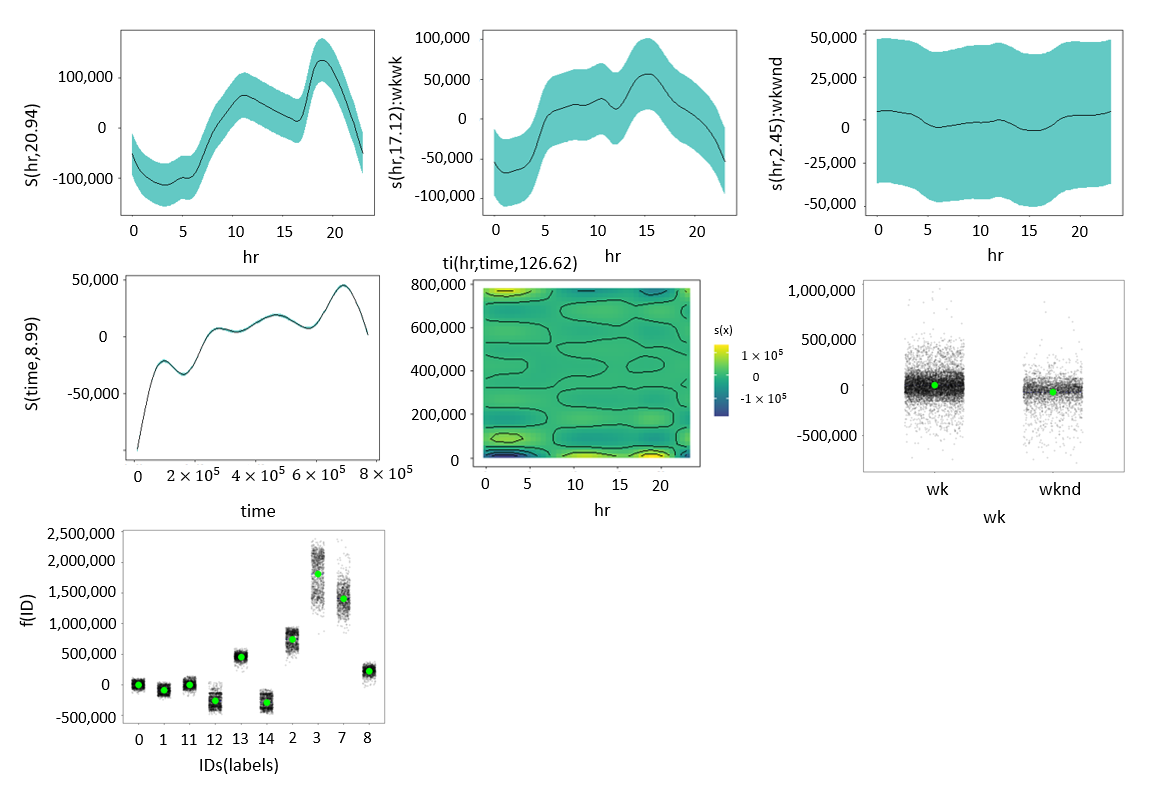 S(hr,20.94)
100,000
0
-100,000
0 5 10 15 20
hr
s(hr,17.12):wkwk
100,000
50,000
0
-50,000
-100,000
0 5 10 15 20
hr
s(hr,2.45):wkwnd
50,000
25,000
0
-25,000
-50,000
0 5 10 15 20
hr
S(time,8.99)
50,000
0
-50,000
0 2 × 10⁵ 4 × 10⁵ 6 × 10⁵ 8 × 10⁵
time
ti(hr,time,126.62)
800,000
600,000
400,000
200,000
0
0 5 10 15 20
hr
s(x)
1 × 10⁵
0
-1 × 10⁵
1,000,000
500,000
0
-500,000
wk wknd
wk
f(ID)
2,500,000
2,000,000
1,500,000
1,000,000
500,000
0
-500,000
0 1 11 12 13 14 2 3 7 8
IDs(labels)